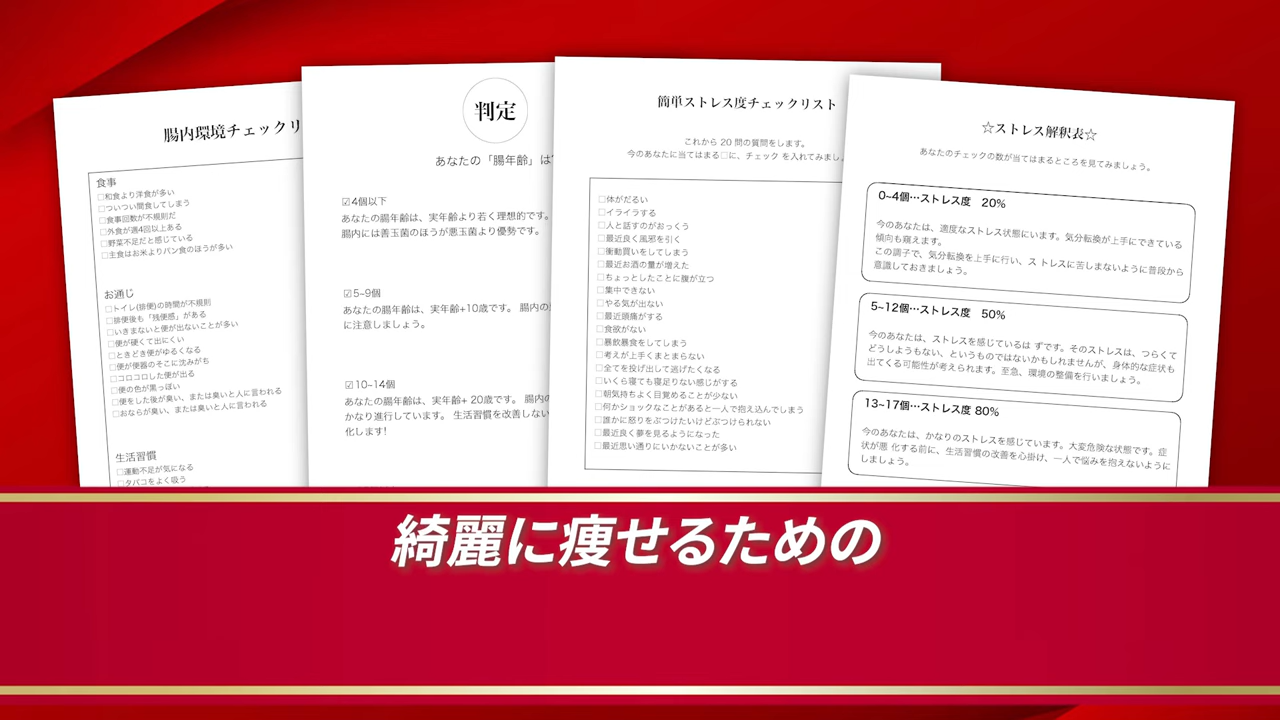 腸内環境チェックリ
食事
□和食より洋食が多い
□ついつい間食してしまう
□食事回数が不規則だ
□外食が週4回以上ある
□野菜不足だと感じている
□主食はお米よりパン食のほうが多い
お通じ
□トイレ(排便)の時間が不規則
□排便後も「残便感」がある
□いきまないと便が出ないことが多い
□便が硬くて出にくい
□ときどき便がゆるくなる
□便が便器のそこに沈みがち
□コロコロした便が出る
□便の色が黒っぽい
□便をした後が臭い、または臭いと人に言われる
□おならが臭い、または臭いと人に言われる
生活習慣
□運動不足が気になる
□タバコをよく吸う
判定
あなたの「腸年齢」は
☑4個以下
あなたの腸年齢は、実年齢より若く理想的です。
腸内には善玉菌のほうが悪玉菌より優勢です。
☑5~9個
あなたの腸年齢は、実年齢+10歳です。 腸内の
に注意しましょう。
☑10~14個
あなたの腸年齢は、実年齢+ 20歳です。 腸内の
かなり進行しています。 生活習慣を改善しない
化します!
簡単ストレス度チェックリスト
これから 20 問の質問をします。
今のあなたに当てはまる□に、チェック を入れてみまし
□体がだるい
□イライラする
□人と話すのがおっくう
□最近良く風邪を引く
□衝動買いをしてしまう
□最近お酒の量が増えた
□ちょっとしたことに腹が立つ
□集中できない
□やる気が出ない
□最近頭痛がする
□食欲がない
□暴飲暴食をしてしまう
□考えが上手くまとまらない
□全てを投げ出して逃げたくなる
□いくら寝ても寝足りない感じがする
□朝気持ちよく目覚めることが少ない
□何かショックなことがあると一人で抱え込んでしまう
□誰かに怒りをぶつけたいけどぶつけられない
□最近良く夢を見るようになった
□最近思い通りにいかないことが多い
☆ストレス解釈表☆
あなたのチェックの数が当てはまるところを見てみましょう。
0~4個…ストレス度 20%
今のあなたは、適度なストレス状態にいます。気分転換が上手にできている
傾向も窺えます。
この調子で、気分転換を上手に行い、ス トレスに苦しまないように普段から
意識しておきましょう。
5~12個…ストレス度 50%
今のあなたは、ストレスを感じているは ずです。そのストレスは、つらくて
どうしようもない、というものではないかもしれませんが、身体的な症状も
出てくる可能性が考えられます。至急、環境の整備を行いましょう。
13~17個…ストレス度 80%
今のあなたは、かなりのストレスを感じています。大変危険な状態です。症
状が悪 化する前に、生活習慣の改善を心掛け、一人で悩みを抱えないように
しましょう。
綺麗に痩せるための